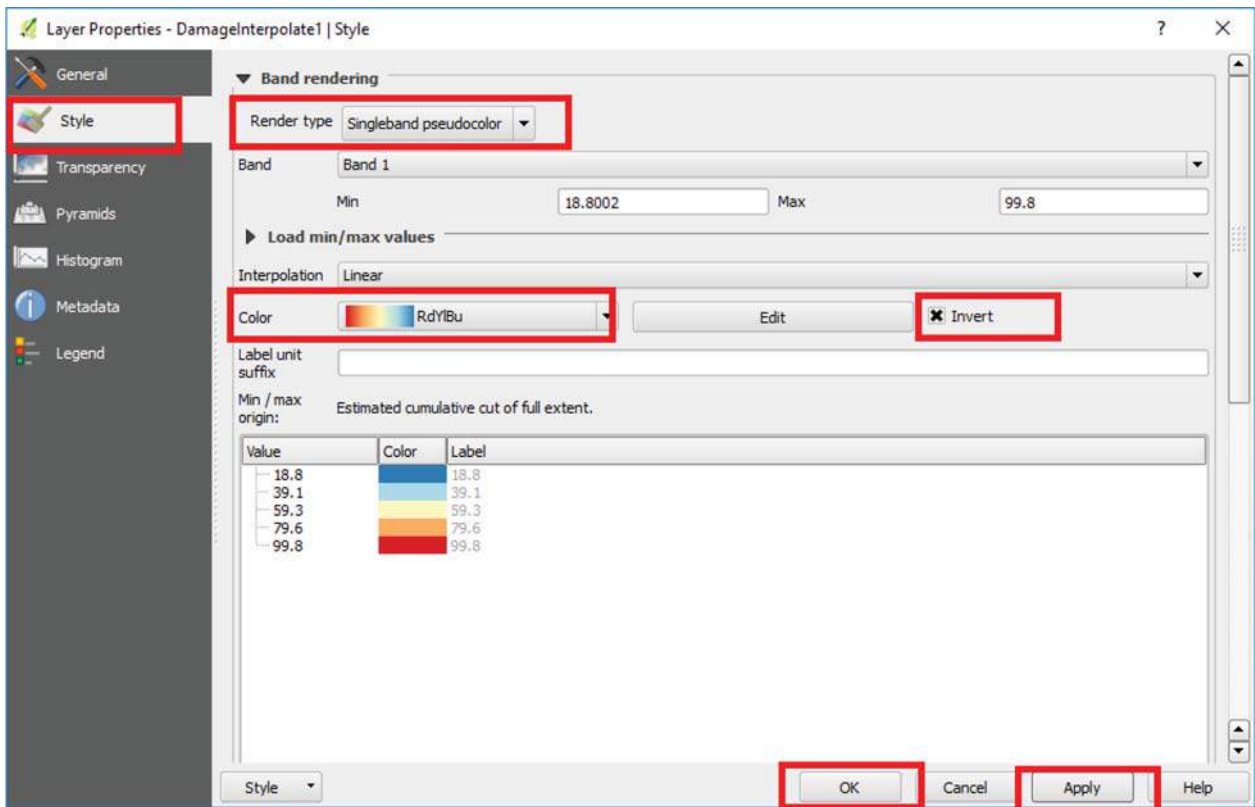 Layer Properties - DamageInterpolate1 | Style ?
General
Style
Transparency
Pyramids
Histogram
Metadata
Legend
Band rendering
Render type Singleband pseudocolor
Band Band 1
Min 18.8002 Max 99.8
Load min/max values
Interpolation Linear
Color RdYlBu Edit Invert
Label unit
suffix
Min / max
origin: Estimated cumulative cut of full extent.
Value Color Label
18.8 18.8
39.1 39.1
59.3 59.3
79.6 79.6
99.8 99.8
Style OK Cancel Apply Help